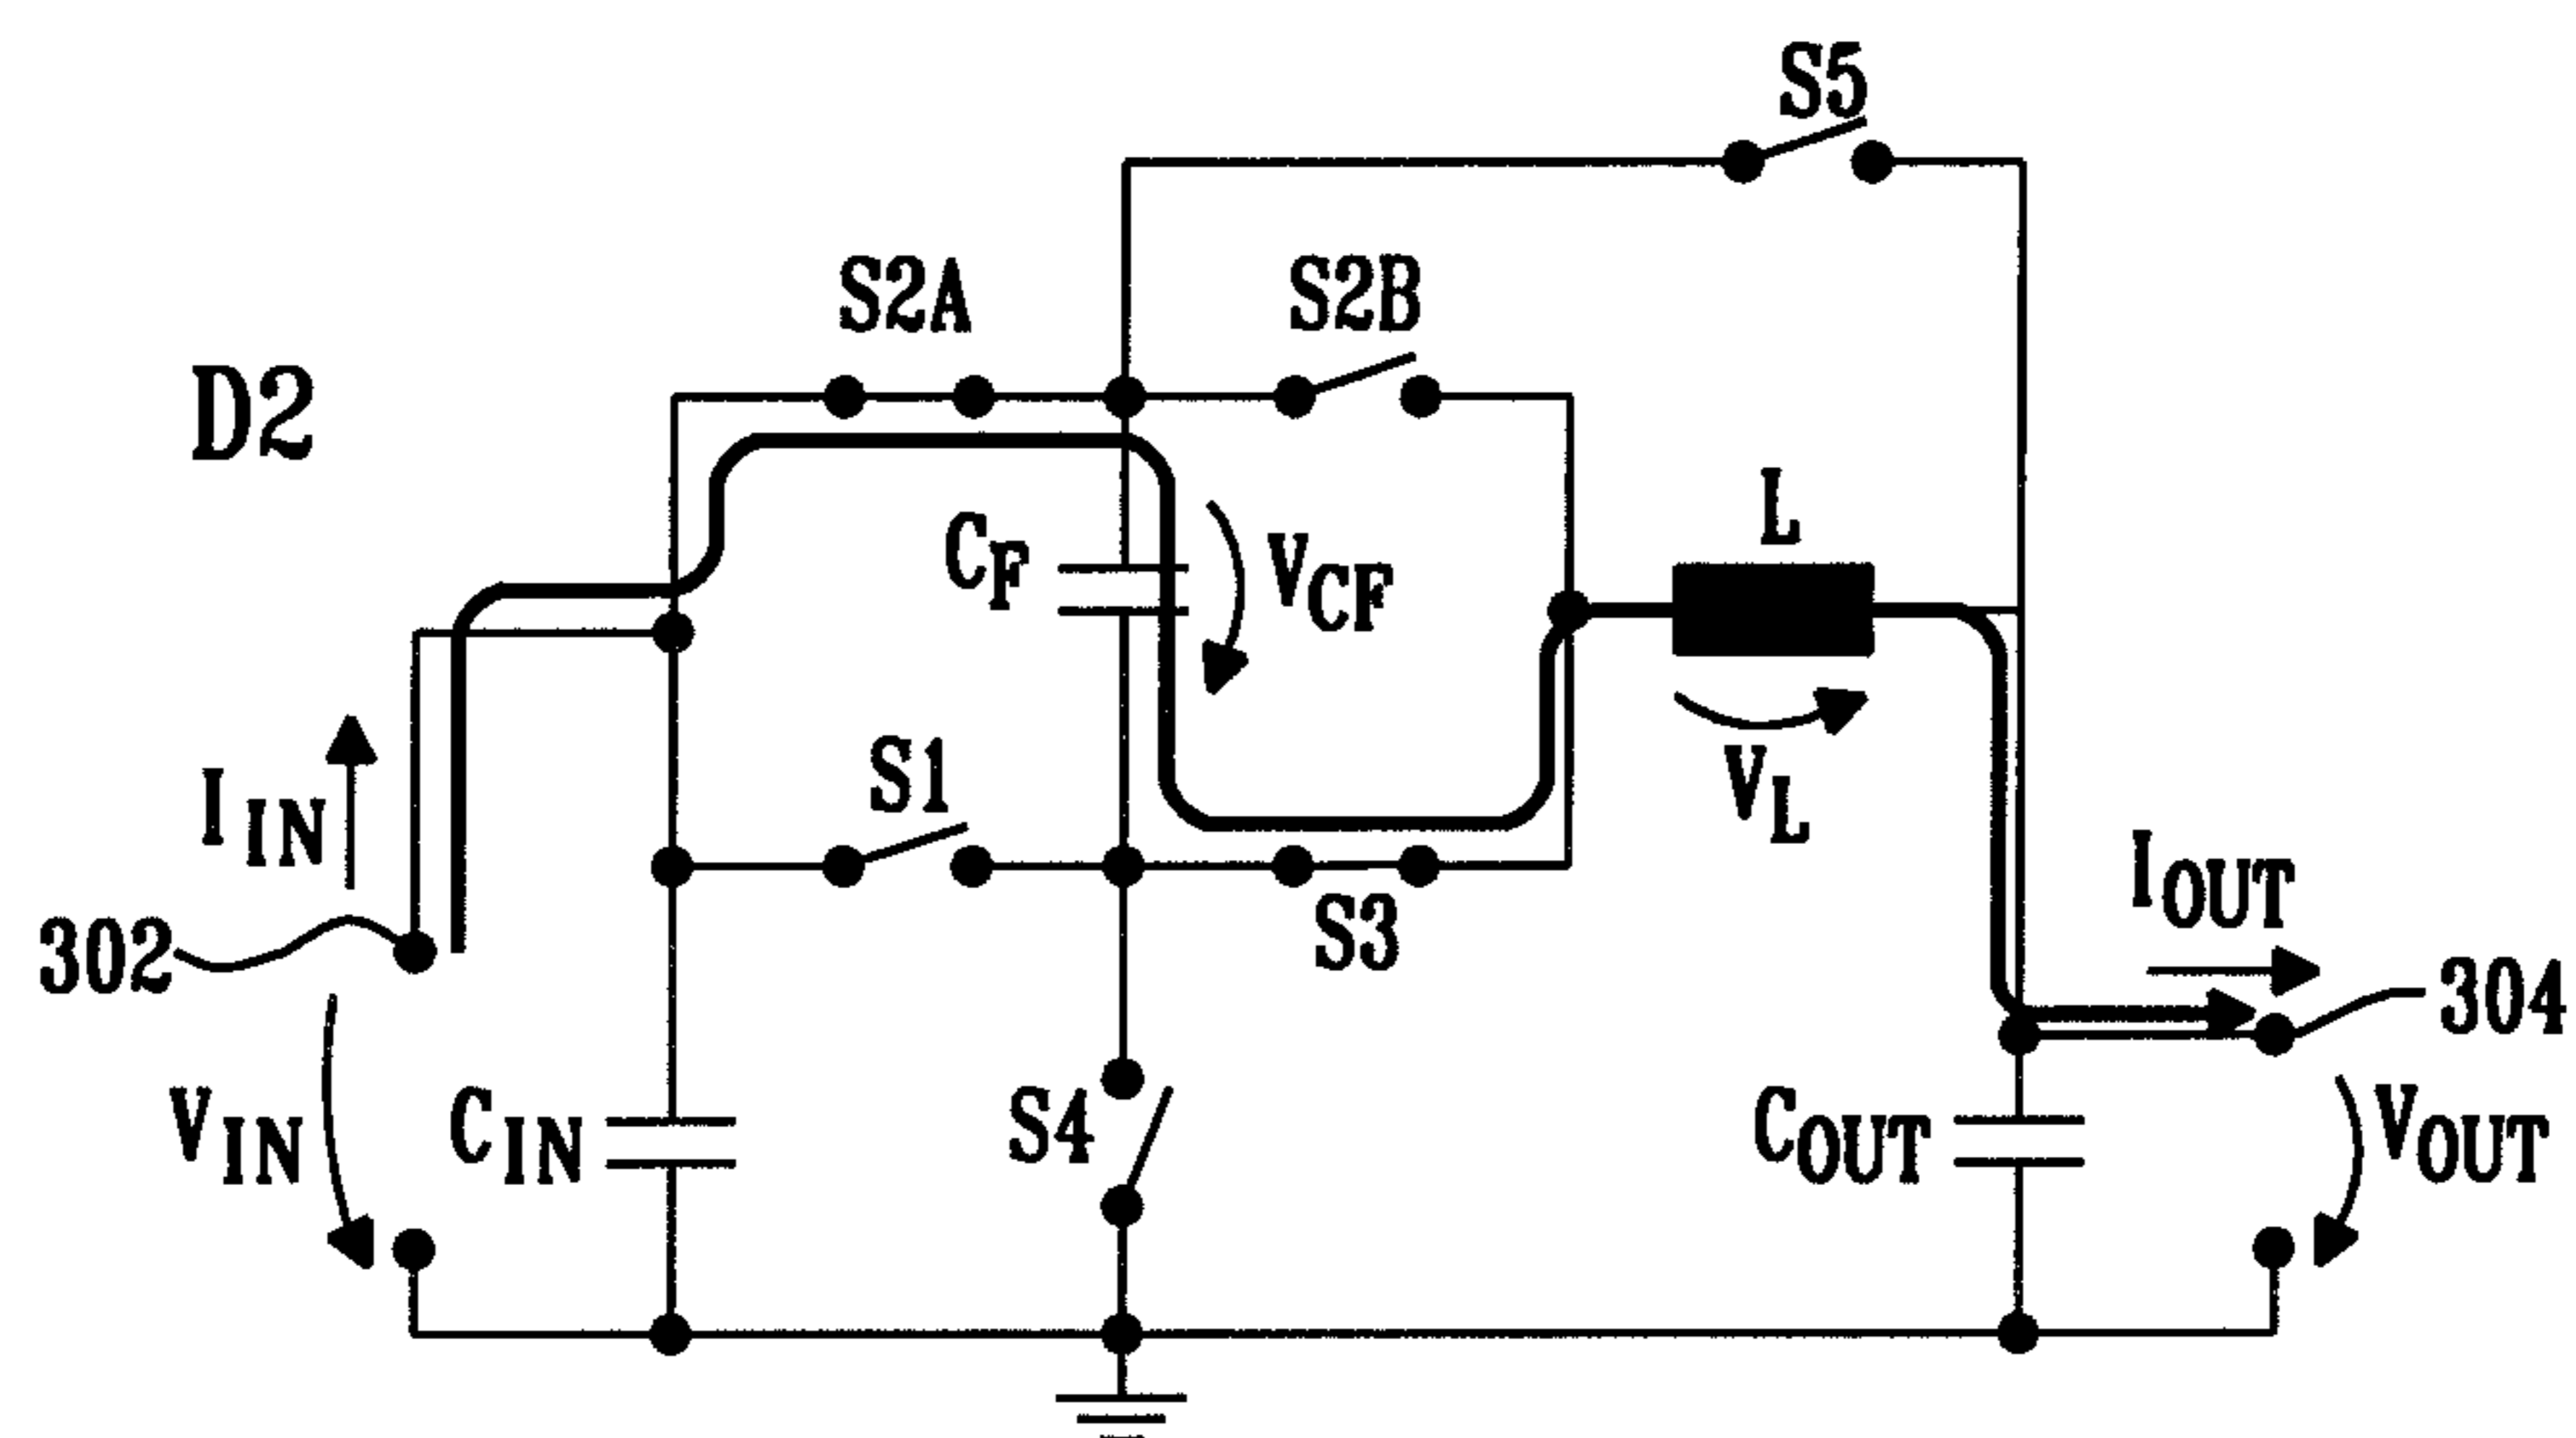 S5
S2A
S2B
D2
L
CF
VCF
S1
VL
IIN
IOUT
302
S3
304
VIN
CIN
S4
COUT
VOUT